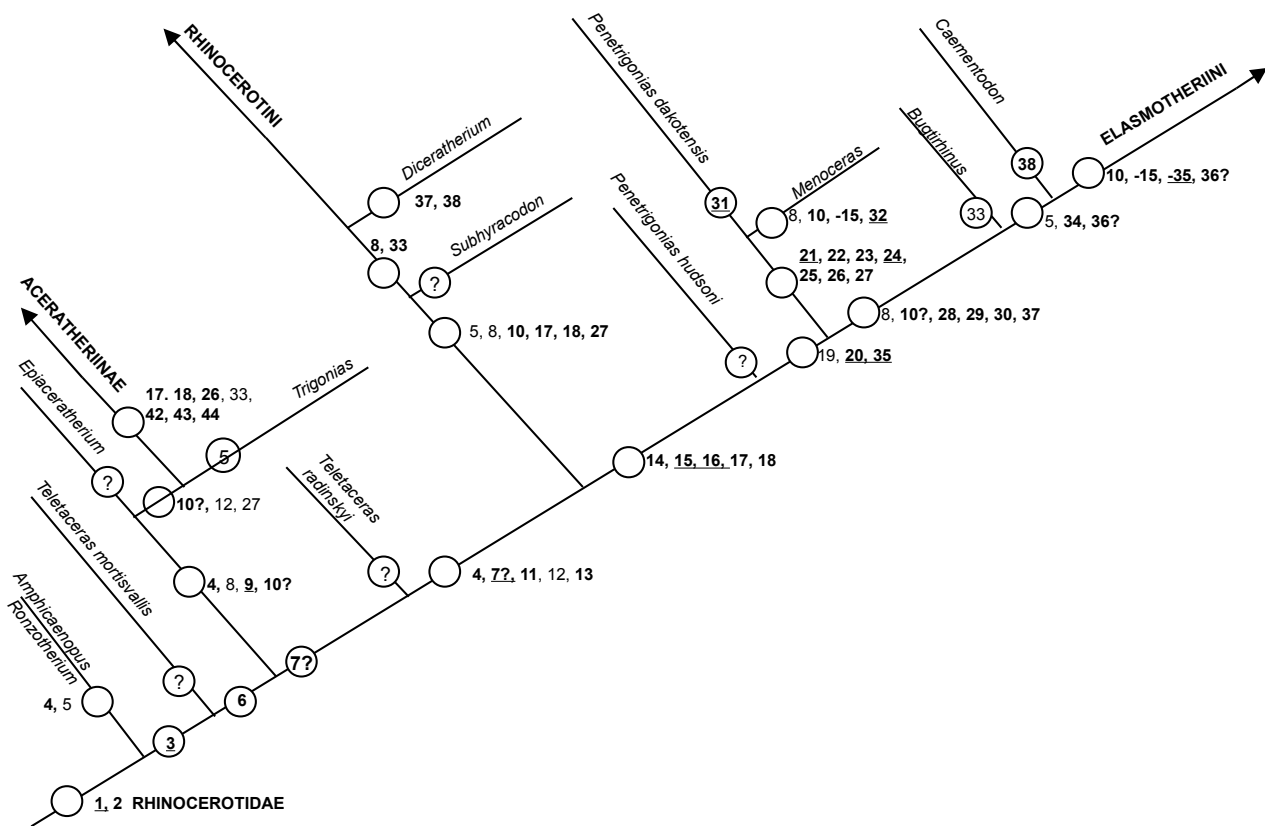 RHINOCEROTINI
Diceratherium
37, 38
8, 33
Subhyracodon
?
5, 8, 10, 17, 18, 27
Penetrigonias dakotensis
31
Menoceras
8, 10, -15, 32
21, 22, 23, 24,
25, 26, 27
Penetrigonias hudsoni
?
Caementodon
38
Bugtirhinus
33
ELASMOTHERIINI
10, -15, -35, 36?
5, 34, 36?
8, 10?, 28, 29, 30, 37
19, 20, 35
14, 15, 16, 17, 18
ACERATHERIINAE
17. 18, 26, 33,
42, 43, 44
Epiaceratherium
?
Trigonias
5
10?, 12, 27
Teletaceras
radinskyi
?
4, 7?, 11, 12, 13
Teletaceras mortisvallis
?
4, 8, 9, 10?
Amphicaenopus
Ronzotherium
4, 5
7?
6
3
1, 2 RHINOCEROTIDAE